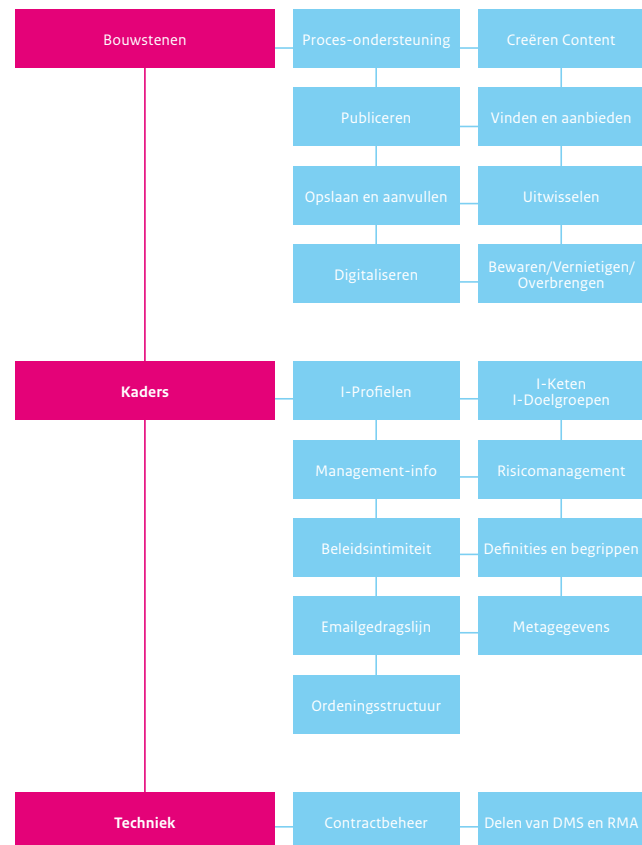 Bouwstenen
Proces-ondersteuning
Creëren Content
Publiceren
Vinden en aanbieden
Opslaan en aanvullen
Uitwisselen
Digitaliseren
Bewaren/Vernietigen/
Overbrengen
Kaders
I-Profielen
I-Keten
I-Doelgroepen
Management-info
Risicomanagement
Beleidsintimiteit
Definities en begrippen
Emailgedragslijn
Metagegevens
Ordeningsstructuur
Techniek
Contractbeheer
Delen van DMS en RMA